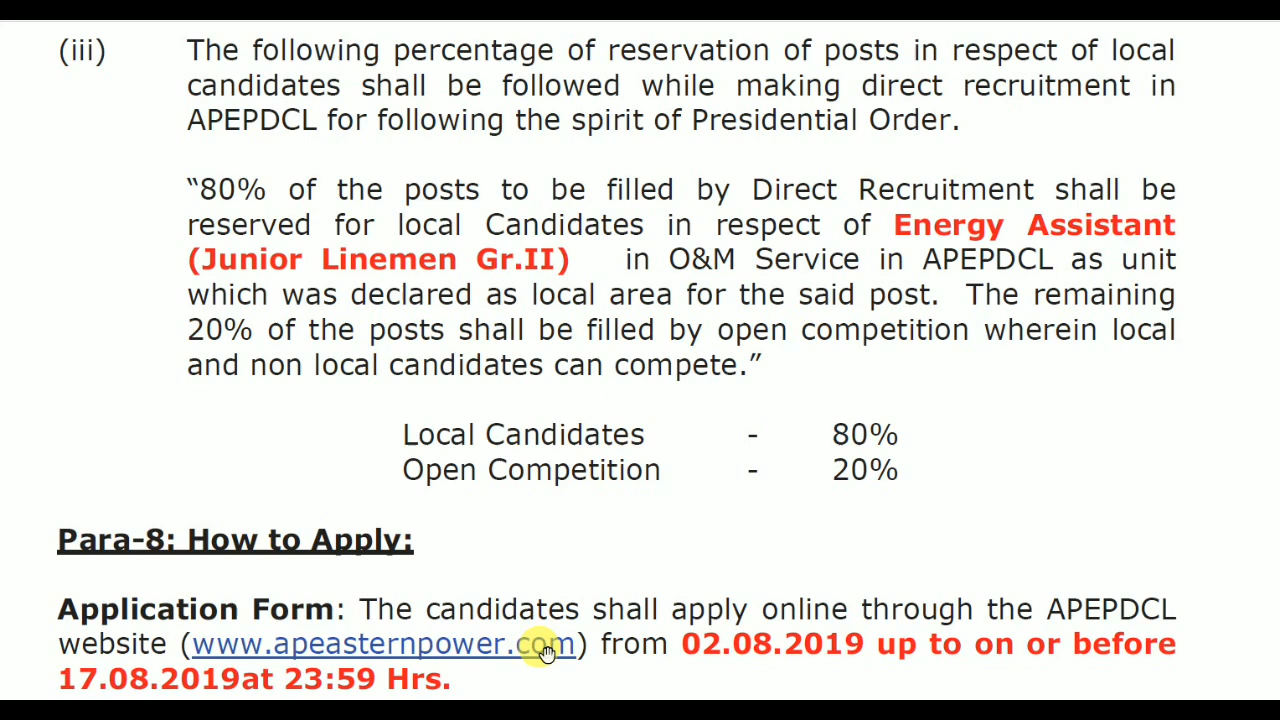 (iii) The following percentage of reservation of posts in respect of local
candidates shall be followed while making direct recruitment in
APEPDCL for following the spirit of Presidential Order.
“80% of the posts to be filled by Direct Recruitment shall be
reserved for local Candidates in respect of Energy Assistant
(Junior Linemen Gr.II) in O&M Service in APEPDCL as unit
which was declared as local area for the said post. The remaining
20% of the posts shall be filled by open competition wherein local
and non local candidates can compete.”
Local Candidates - 80%
Open Competition - 20%
Para-8: How to Apply:
Application Form: The candidates shall apply online through the APEPDCL
website (www.apeasternpower.com) from 02.08.2019 up to on or before
17.08.2019at 23:59 Hrs.